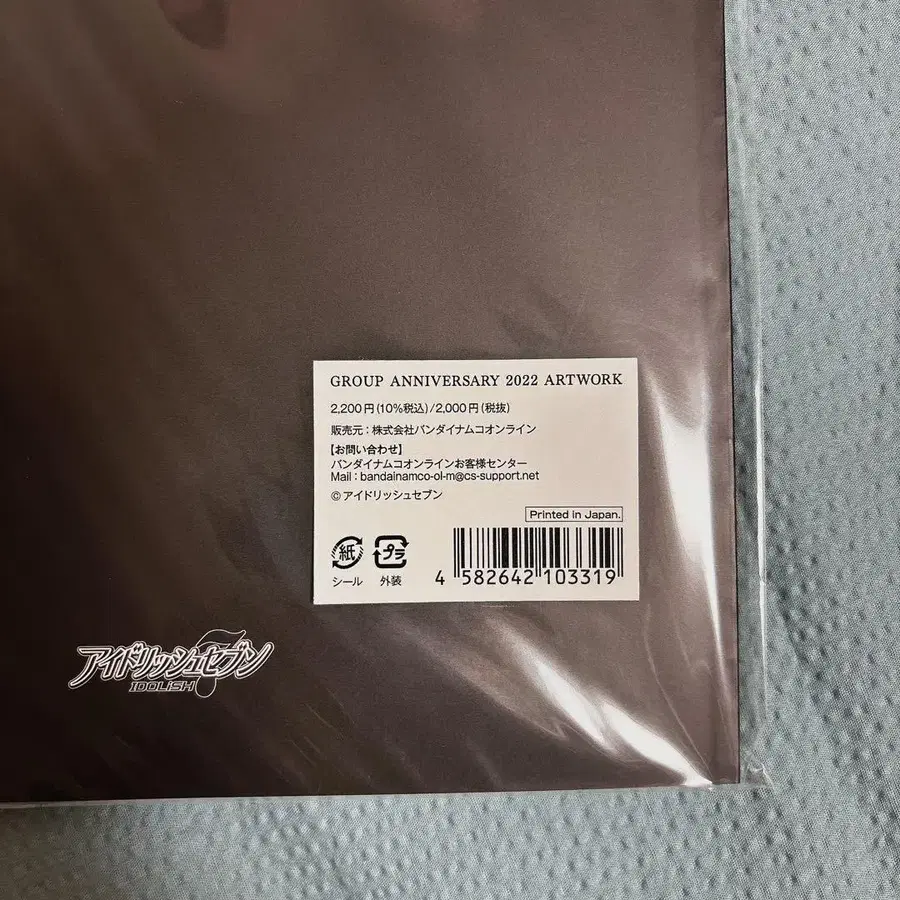 GROUP ANNIVERSARY 2022 ARTWORK
2,200円(10%税込)/2,000円(税抜)
販売元:株式会社バンダイナムコオンライン
【お問い合わせ】
バンダイナムコオンラインお客様センター
Mail : bandainamco-ol-m@cs-support.net
© アイドリッシュセブン
Printed in Japan.
紙 プラ
シール 外装
4 582642 103319
アイドリッシュセブン
IDOLiSH 7